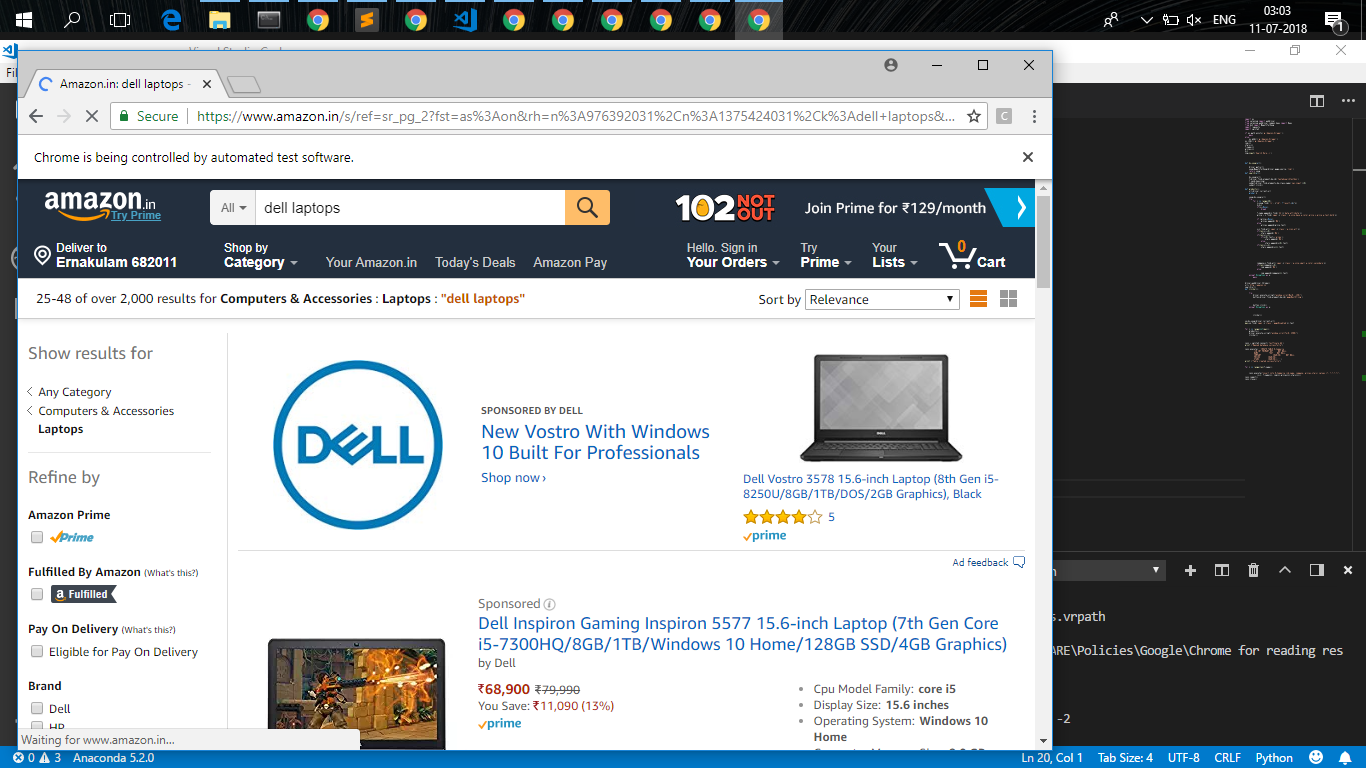 ENG
03:03
11-07-2018
1
Amazon.in: dell laptops -
Secure
https://www.amazon.in/s/ref=sr_pg_2?fst=as%3Aon&rh=n%3A976392031%2Cn%3A1375424031%2Ck%3Adell+laptops&...
C
Chrome is being controlled by automated test software.
amazon.in
Try Prime
All
dell laptops
102 NOT OUT
Join Prime for ₹129/month
Deliver to
Ernakulam 682011
Shop by
Category
Your Amazon.in
Today's Deals
Amazon Pay
Hello. Sign in
Your Orders
Try
Prime
Your
Lists
0
Cart
25-48 of over 2,000 results for Computers & Accessories : Laptops : "dell laptops"
Sort by
Relevance
Show results for
Any Category
Computers & Accessories
Laptops
Refine by
Amazon Prime
Prime
Fulfilled By Amazon (What's this?)
a Fulfilled
Pay On Delivery (What's this?)
Eligible for Pay On Delivery
Brand
Dell
HP
DELL
SPONSORED BY DELL
New Vostro With Windows
10 Built For Professionals
Shop now ›
DELL
Dell Vostro 3578 15.6-inch Laptop (8th Gen i5-
8250U/8GB/1TB/DOS/2GB Graphics), Black
5
prime
Ad feedback
Sponsored
Dell Inspiron Gaming Inspiron 5577 15.6-inch Laptop (7th Gen Core
i5-7300HQ/8GB/1TB/Windows 10 Home/128GB SSD/4GB Graphics)
by Dell
₹68,900 ₹79,990
You Save: ₹11,090 (13%)
prime
Cpu Model Family: core i5
Display Size: 15.6 inches
Operating System: Windows 10
Home
Waiting for www.amazon.in...
s.vrpath
ARE\Policies\Google\Chrome for reading res
-2
0
3
Anaconda 5.2.0
Ln 20, Col 1
Tab Size: 4
UTF-8
CRLF
Python